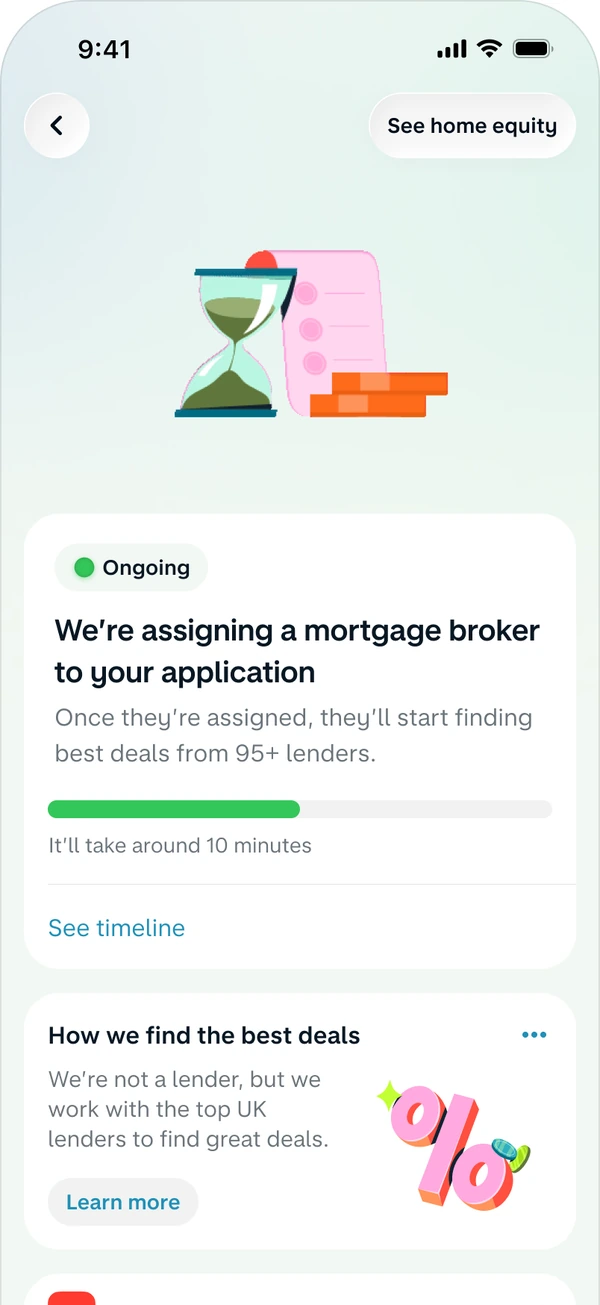 9:41
See home equity
Ongoing
We’re assigning a mortgage broker
to your application
Once they’re assigned, they’ll start finding
best deals from 95+ lenders.
It’ll take around 10 minutes
See timeline
How we find the best deals
We’re not a lender, but we
work with the top UK
lenders to find great deals.
Learn more